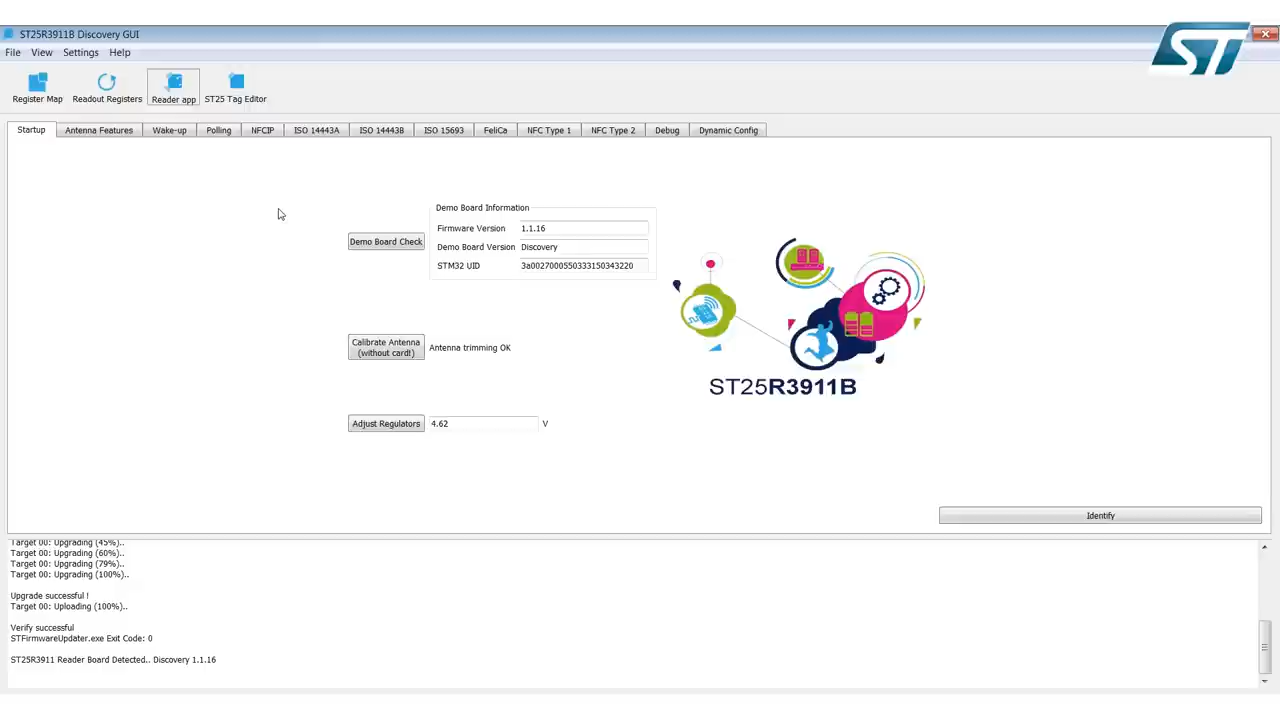 ST25R3911B Discovery GUI
ST
File View Settings Help
Register Map Readout Registers Reader app ST25 Tag Editor
Startup Antenna Features Wake-up Polling NFCIP ISO 14443A ISO 14443B ISO 15693 FeliCa NFC Type 1 NFC Type 2 Debug Dynamic Config
Demo Board Information
Demo Board Check
Firmware Version 1.1.16
Demo Board Version Discovery
STM32 UID 3a0027000550333150343220
Calibrate Antenna
(without card!)
Antenna trimming OK
Adjust Regulators 4.62 V
ST25R3911B
Identify
Target 00: Upgrading (45%)..
Target 00: Upgrading (60%)..
Target 00: Upgrading (79%)..
Target 00: Upgrading (100%)..
Upgrade successful !
Target 00: Uploading (100%)..
Verify successful
STFirmwareUpdater.exe Exit Code: 0
ST25R3911 Reader Board Detected.. Discovery 1.1.16